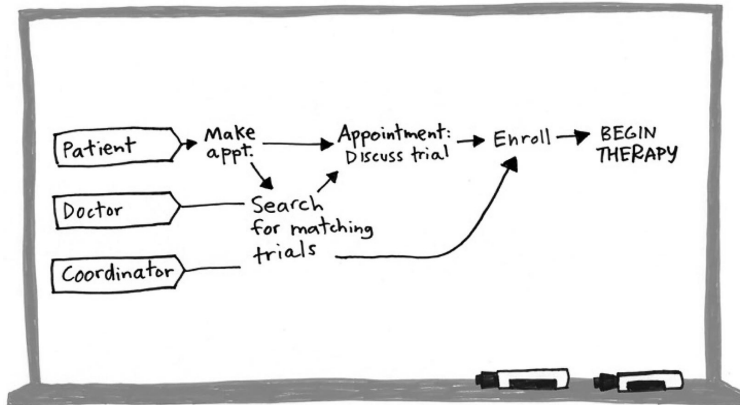 Patient
Make
appt.
Appointment:
Discuss trial
Enroll
BEGIN
THERAPY
Doctor
Search
for matching
trials
Coordinator